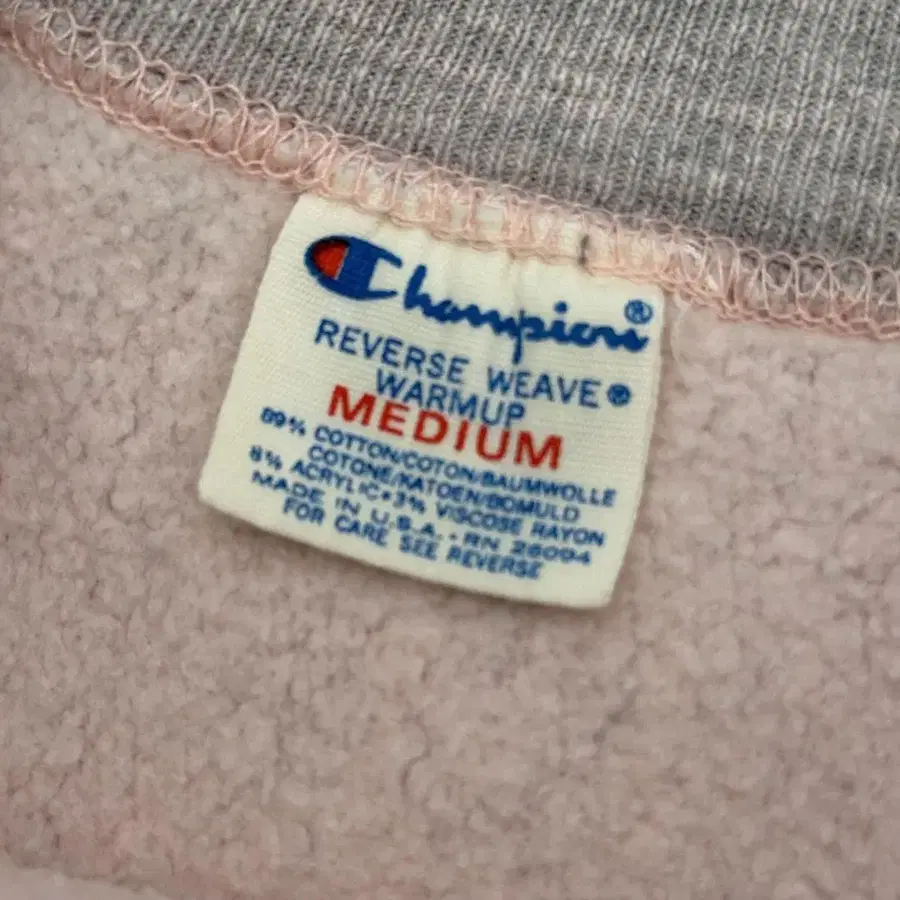 Champion®
REVERSE WEAVE®
WARMUP
MEDIUM
89% COTTON/COTON/BAUMWOLLE
COTONE/KATOEN/BOMULD
8% ACRYLIC•3% VISCOSE RAYON
MADE IN U.S.A. • RN 26094
FOR CARE SEE REVERSE